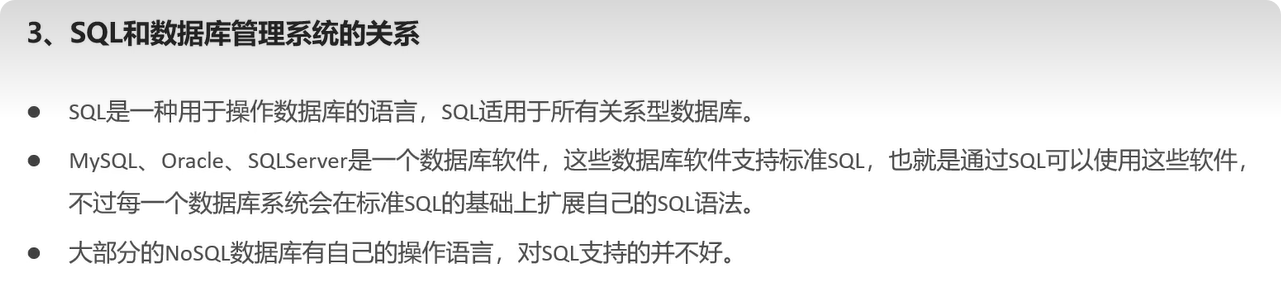 3、SQL和数据库管理系统的关系
● SQL是一种用于操作数据库的语言，SQL适用于所有关系型数据库。
● MySQL、Oracle、SQLServer是一个数据库软件，这些数据库软件支持标准SQL，也就是通过SQL可以使用这些软件，
不过每一个数据库系统会在标准SQL的基础上扩展自己的SQL语法。
● 大部分的NoSQL数据库有自己的操作语言，对SQL支持的并不好。